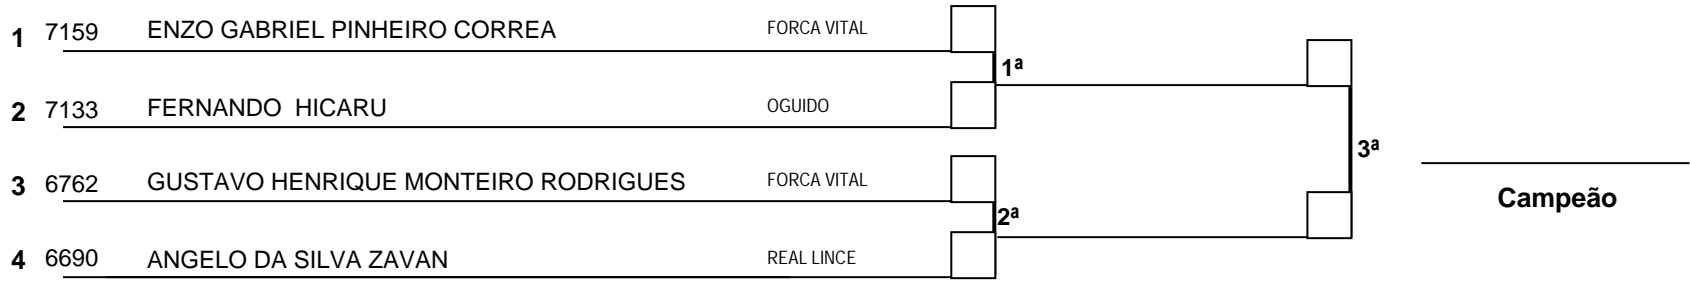 1 7159 ENZO GABRIEL PINHEIRO CORREA FORCA VITAL
1ª
2 7133 FERNANDO HICARU OGUIDO
3ª
3 6762 GUSTAVO HENRIQUE MONTEIRO RODRIGUES FORCA VITAL
Campeão
2ª
4 6690 ANGELO DA SILVA ZAVAN REAL LINCE